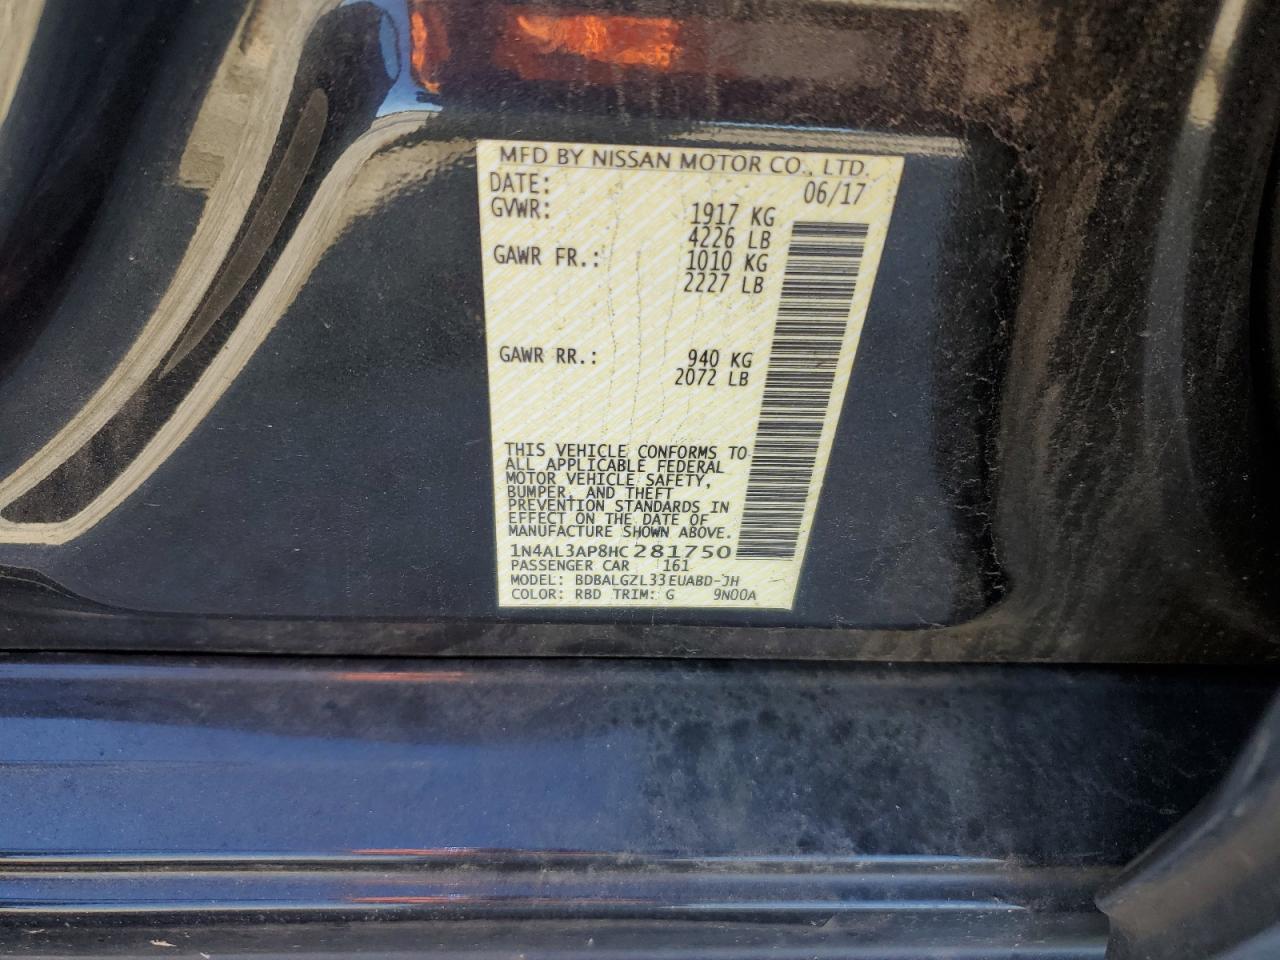 MFD BY NISSAN MOTOR CO., LTD.
DATE: 06/17
GVWR: 1917 KG
4226 LB
GAWR FR.: 1010 KG
2227 LB
GAWR RR.: 940 KG
2072 LB
THIS VEHICLE CONFORMS TO
ALL APPLICABLE FEDERAL
MOTOR VEHICLE SAFETY,
BUMPER, AND THEFT
PREVENTION STANDARDS IN
EFFECT ON THE DATE OF
MANUFACTURE SHOWN ABOVE.
1N4AL3AP8HC281750
PASSENGER CAR 161
MODEL: BDBALGZL33EUABD-JH
COLOR: RBD TRIM: G 9N00A